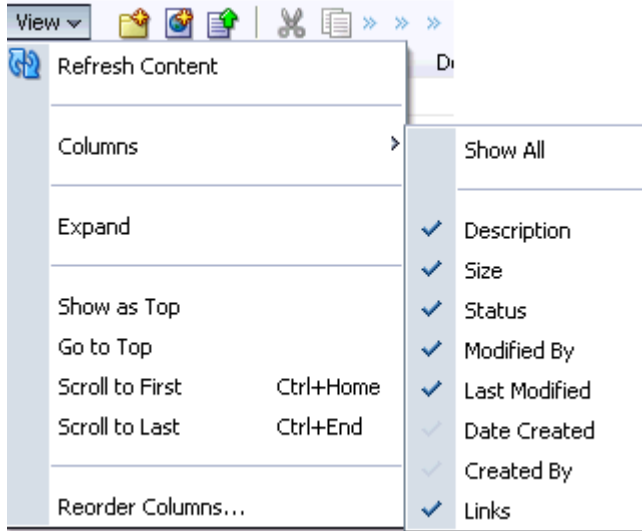 View
Refresh Content
Columns
Expand
Show as Top
Go to Top
Scroll to First Ctrl+Home
Scroll to Last Ctrl+End
Reorder Columns...
Show All
Description
Size
Status
Modified By
Last Modified
Date Created
Created By
Links